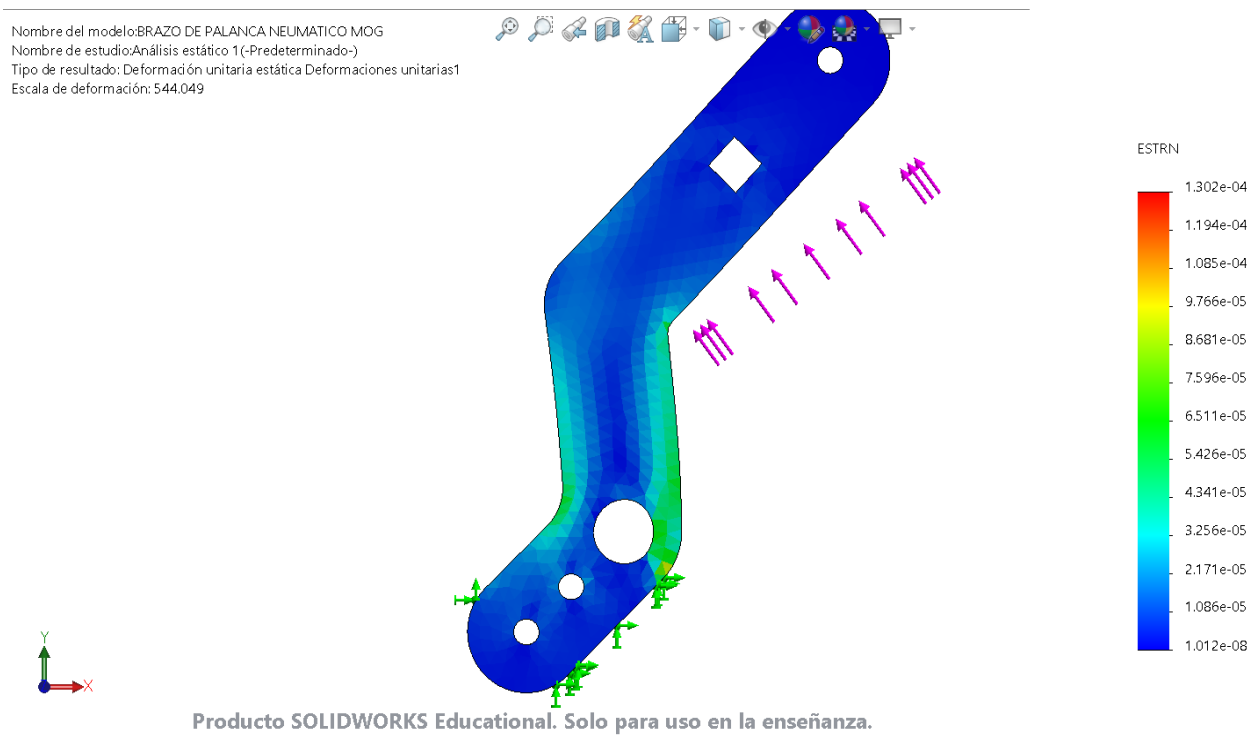 Nombre del modelo:BRAZO DE PALANCA NEUMATICO MOG
Nombre de estudio:Análisis estático 1(-Predeterminado-)
Tipo de resultado: Deformación unitaria estática Deformaciones unitarias1
Escala de deformación: 544.049
ESTRN
1.302e-04
1.194e-04
1.085e-04
9.766e-05
8.681e-05
7.596e-05
6.511e-05
5.426e-05
4.341e-05
3.256e-05
2.171e-05
1.086e-05
1.012e-08
Y
X
Producto SOLIDWORKS Educational. Solo para uso en la enseñanza.